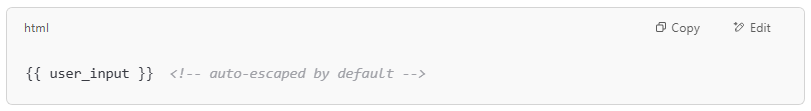 html
Copy
Edit
{{ user_input }} <!-- auto-escaped by default -->